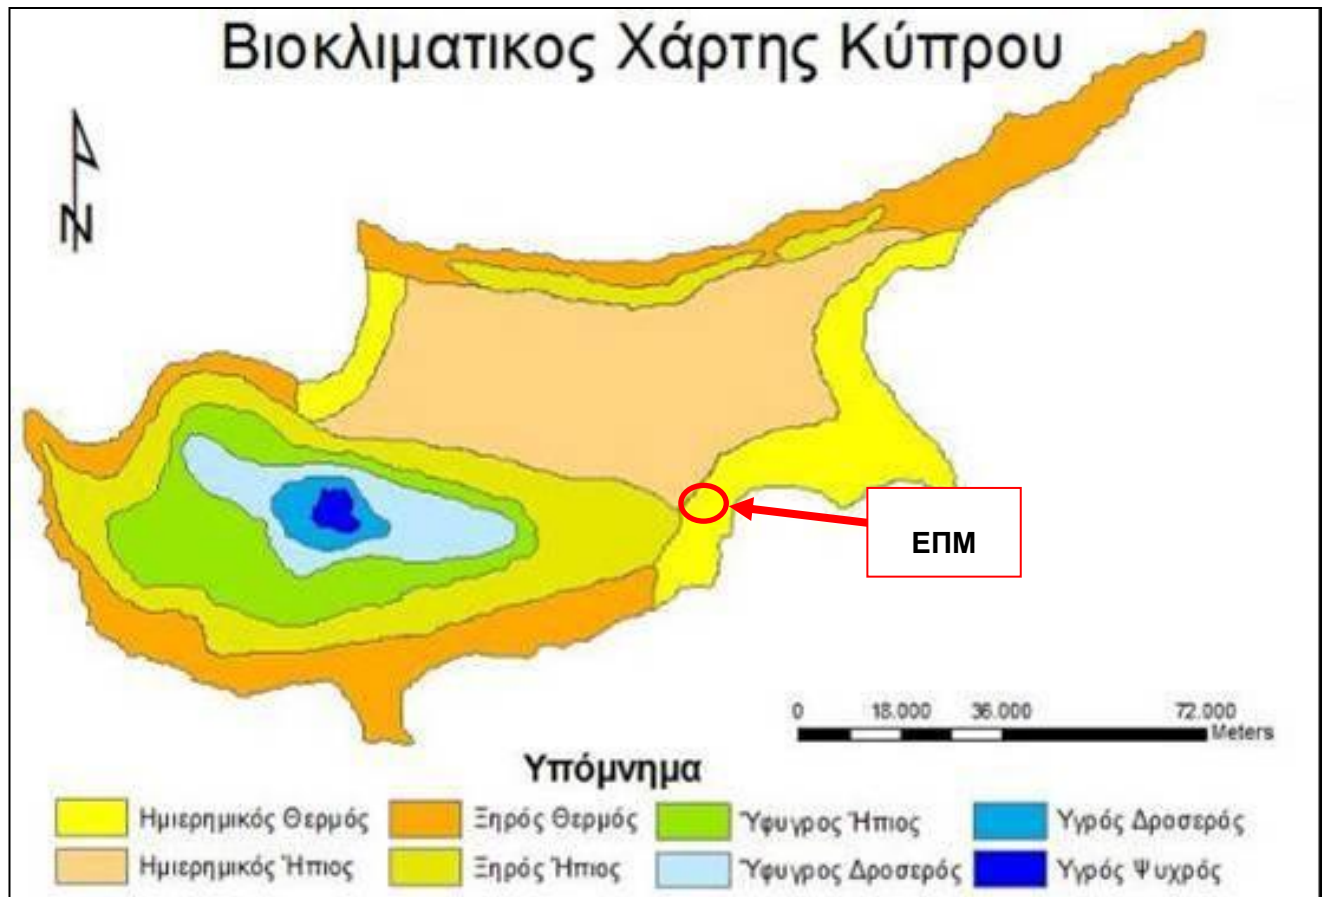 Βιοκλιματικος Χάρτης Κύπρου
N
ΕΠΜ
0 18.000 36.000 72.000
Meters
Υπόμνημα
Ημιερημικός Θερμός Ξηρός Θερμός Ύφυγρος Ήπιος Υγρός Δροσερός
Ημιερημικός Ήπιος Ξηρός Ήπιος Ύφυγρος Δροσερός Υγρός Ψυχρός